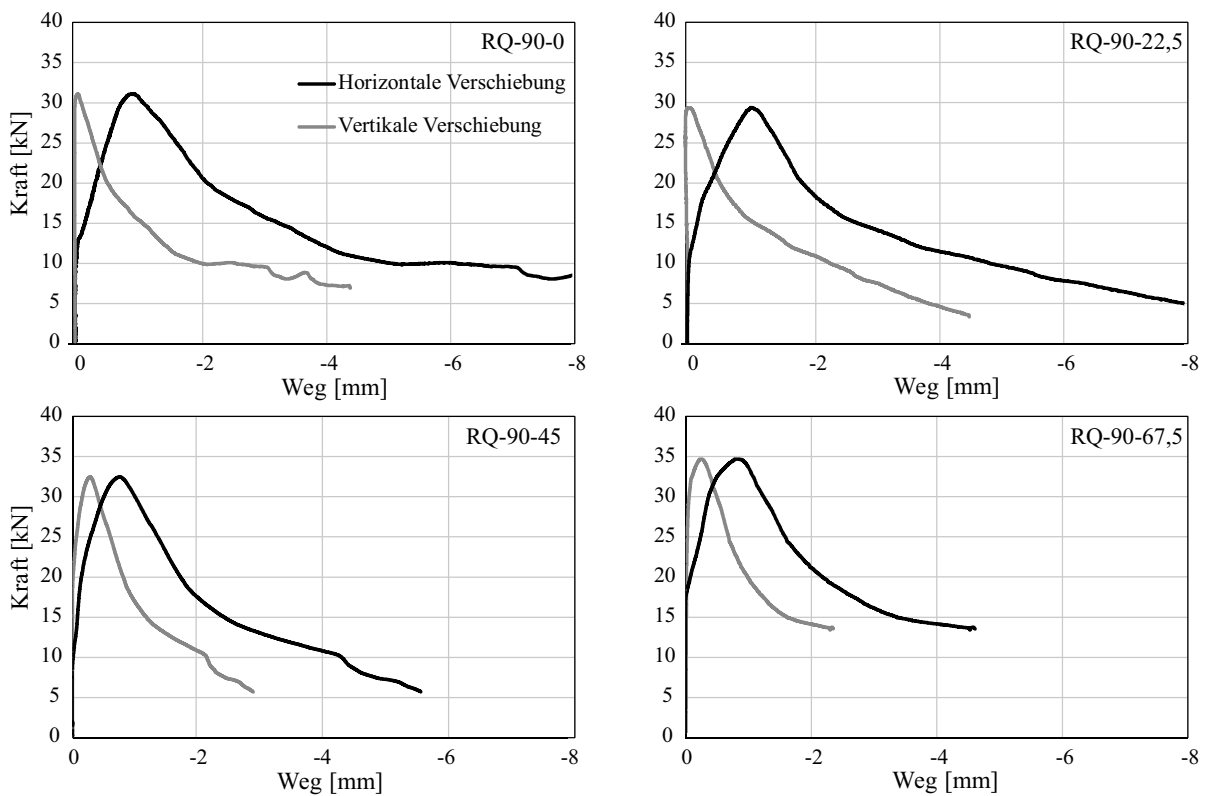 40
RQ-90-0
35
Horizontale Verschiebung
30
Vertikale Verschiebung
25
20
15
10
5
0
Kraft [kN]
0 -2 -4 -6 -8
Weg [mm]
40
RQ-90-22,5
35
30
25
20
15
10
5
0
0 -2 -4 -6 -8
Weg [mm]
40
RQ-90-45
35
30
25
20
15
10
5
0
Kraft [kN]
0 -2 -4 -6 -8
Weg [mm]
40
RQ-90-67,5
35
30
25
20
15
10
5
0
0 -2 -4 -6 -8
Weg [mm]